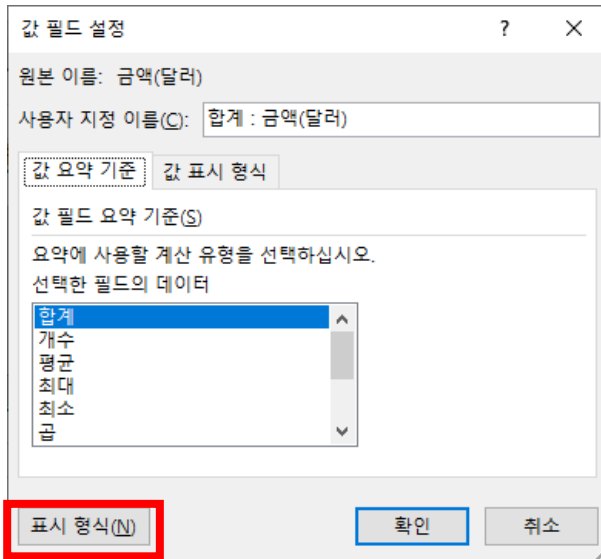 값 필드 설정 ?
원본 이름: 금액(달러)
사용자 지정 이름(C): 합계 : 금액(달러)
값 요약 기준 값 표시 형식
값 필드 요약 기준(S)
요약에 사용할 계산 유형을 선택하십시오.
선택한 필드의 데이터
합계
개수
평균
최대
최소
곱
표시 형식(N) 확인 취소